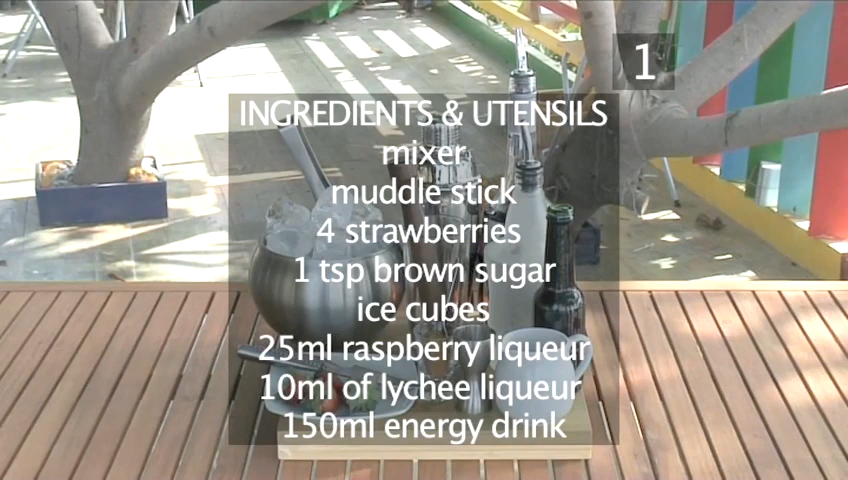 1
INGREDIENTS & UTENSILS
mixer
muddle stick
4 strawberries
1 tsp brown sugar
ice cubes
25ml raspberry liqueur
10ml of lychee liqueur
150ml energy drink